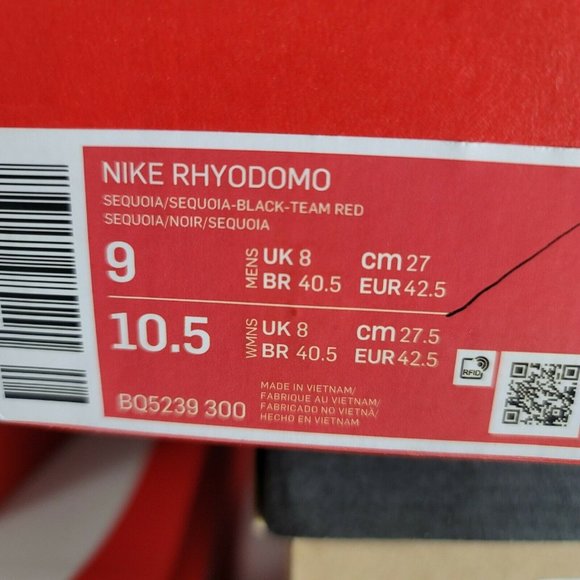 NIKE RHYODOMO
SEQUOIA/SEQUOIA-BLACK-TEAM RED
SEQUOIA/NOIR/SEQUOIA
9 MENS UK 8 cm 27
BR 40.5 EUR 42.5
10.5 WMNS UK 8 cm 27.5
BR 40.5 EUR 42.5
RFID
BQ5239 300
MADE IN VIETNAM/
FABRIQUE AU VIETNAM/
FABRICADO NO VIETNÃ/
HECHO EN VIETNAM